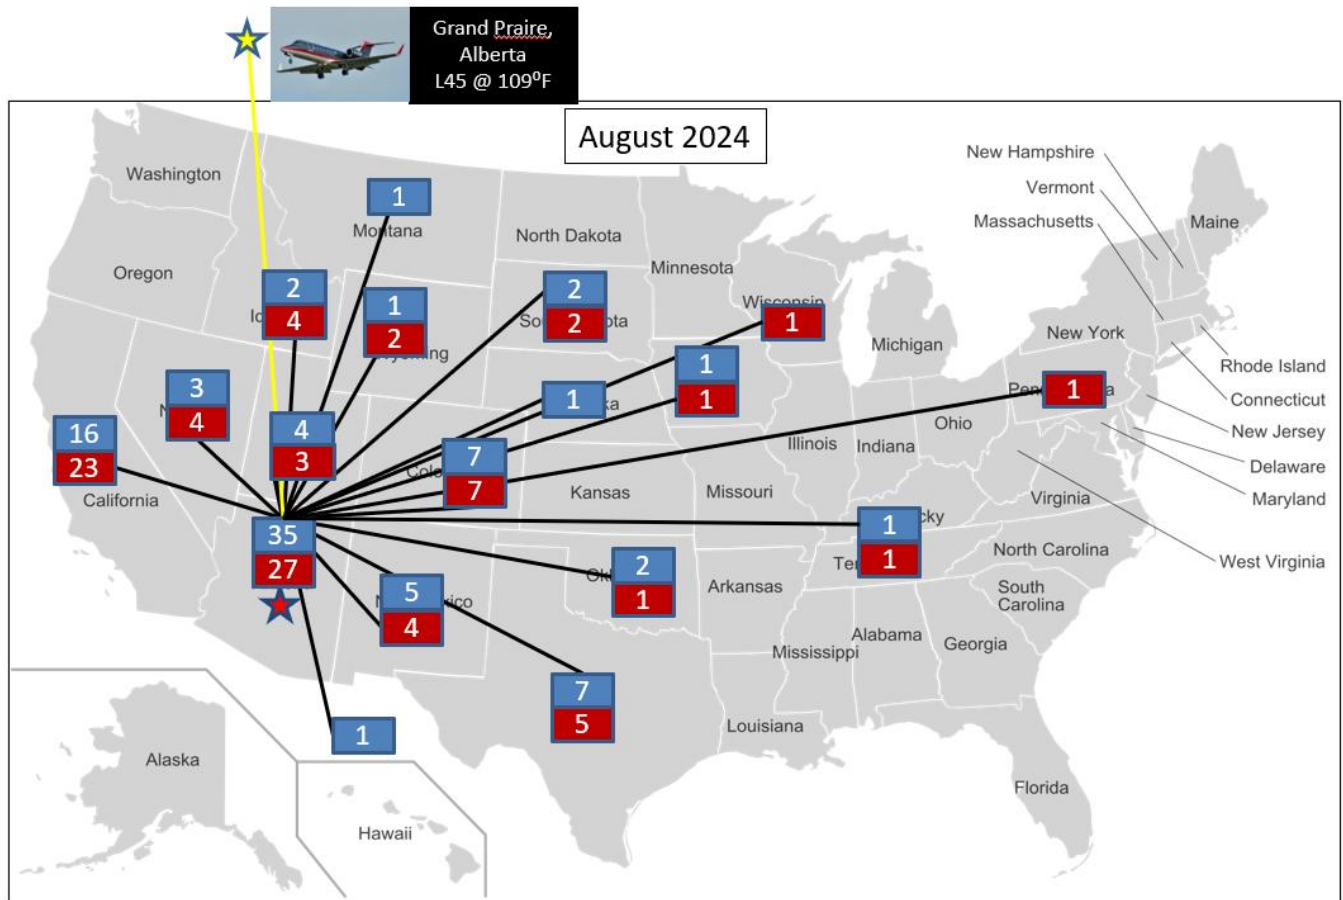 Grand Praire,
Alberta
L45 @ 109⁰F
August 2024
New Hampshire
Washington
Vermont
1
Massachusetts
Maine
Montana
North Dakota
Minnesota
Oregon
2
1
2
Wisconsin
4
2
2
1
New York
Michigan
Rhode Island
3
4
1
1
1
1
Connecticut
16
23
4
3
7
7
Ohio
New Jersey
Illinois
Indiana
Delaware
California
Kansas
Missouri
Virginia
Maryland
35
27
1
1
North Carolina
West Virginia
2
1
Arkansas
South
Carolina
5
4
Mississippi
Alabama
Georgia
7
5
Louisiana
1
Alaska
Florida
Hawaii